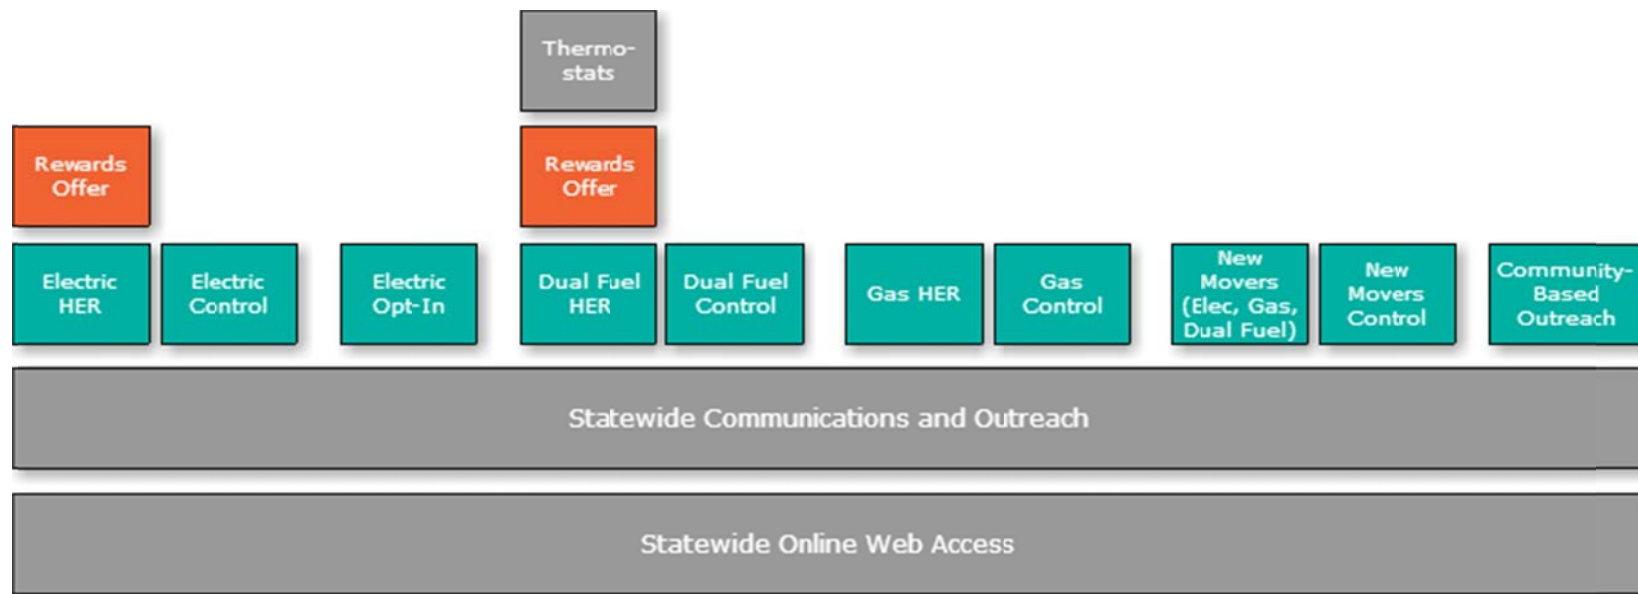 Thermo-
stats
Rewards
Offer
Rewards
Offer
Electric
HER
Electric
Control
Electric
Opt-In
Dual Fuel
HER
Dual Fuel
Control
Gas HER
Gas
Control
New
Movers
(Elec, Gas,
Dual Fuel)
New
Movers
Control
Community-
Based
Outreach
Statewide Communications and Outreach
Statewide Online Web Access